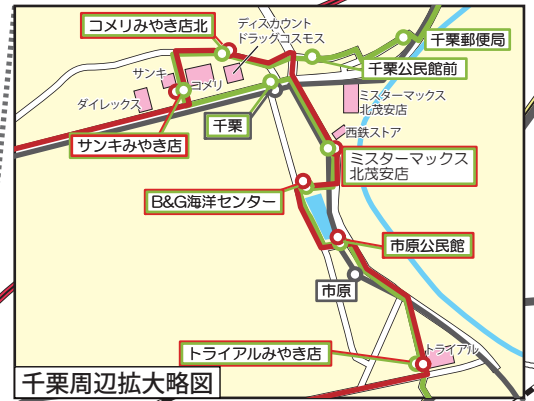 コメリみやき店北
ディスカウント
ドラッグコスモス
千栗郵便局
千栗公民館前
サンキ
コメリ
ダイレックス
ミスターマックス
北茂安店
千栗
西鉄ストア
サンキみやき店
ミスターマックス
北茂安店
B&G海洋センター
市原公民館
市原
トライアルみやき店
トライアル
千栗周辺拡大略図